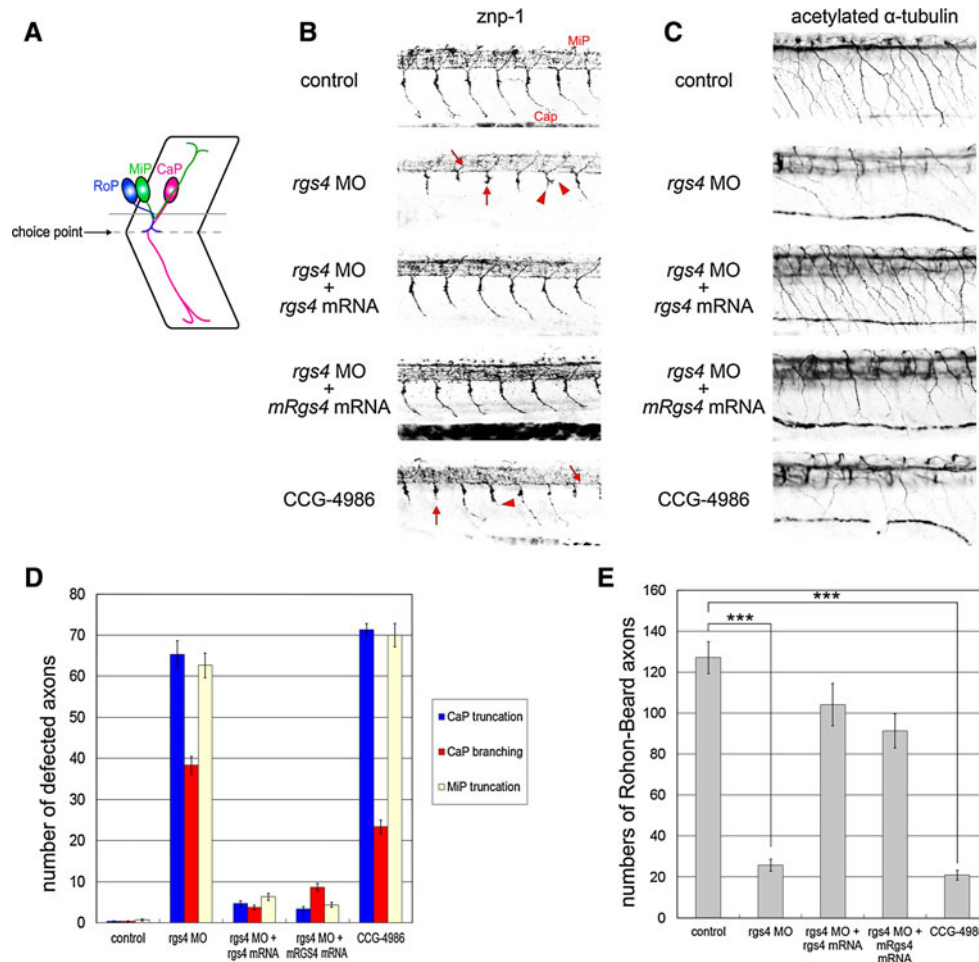 A
B
C
znp-1
acetylated α-tubulin
control
MiP
Cap
control
RoP
MiP
CaP
choice point
rgs4 MO
rgs4 MO
rgs4 MO
+
rgs4 mRNA
rgs4 MO
+
rgs4 mRNA
rgs4 MO
+
mRgs4 mRNA
rgs4 MO
+
mRgs4 mRNA
CCG-4986
CCG-4986
D
number of defected axons
80
70
60
50
40
30
20
10
0
control
rgs4 MO
rgs4 MO +
rgs4 mRNA
rgs4 MO +
mRGS4 mRNA
CCG-4986
CaP truncation
CaP branching
MiP truncation
E
numbers of Rohon-Beard axons
160
140
120
100
80
60
40
20
0
***
***
control
rgs4 MO
rgs4 MO +
rgs4 mRNA
rgs4 MO +
mRgs4
mRNA
CCG-4986